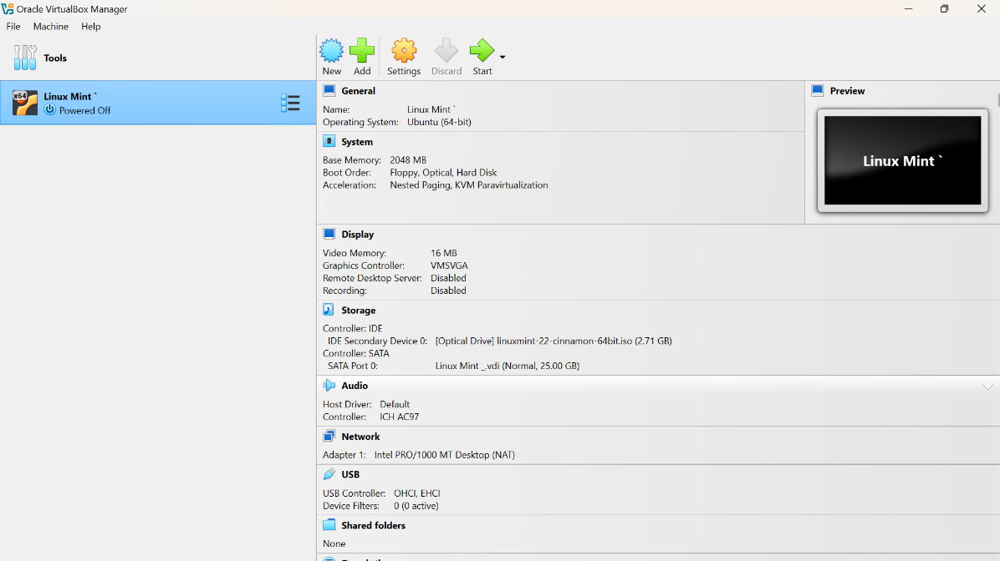 Oracle VirtualBox Manager
File Machine Help
Tools
New Add Settings Discard Start
x64
Linux Mint `
Powered Off
General
Name: Linux Mint `
Operating System: Ubuntu (64-bit)
Preview
Linux Mint `
System
Base Memory: 2048 MB
Boot Order: Floppy, Optical, Hard Disk
Acceleration: Nested Paging, KVM Paravirtualization
Display
Video Memory: 16 MB
Graphics Controller: VMSVGA
Remote Desktop Server: Disabled
Recording: Disabled
Storage
Controller: IDE
IDE Secondary Device 0: [Optical Drive] linuxmint-22-cinnamon-64bit.iso (2.71 GB)
Controller: SATA
SATA Port 0: Linux Mint _.vdi (Normal, 25.00 GB)
Audio
Host Driver: Default
Controller: ICH AC97
Network
Adapter 1: Intel PRO/1000 MT Desktop (NAT)
USB
USB Controller: OHCI, EHCI
Device Filters: 0 (0 active)
Shared folders
None